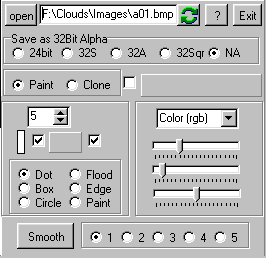 open F:\Clouds\Images\a01.bmp ? Exit
Save as 32Bit Alpha
24bit 32S 32A 32Sqr NA
Paint Clone
5 Color (rgb)
Dot Flood
Box Edge
Circle Paint
Smooth 1 2 3 4 5